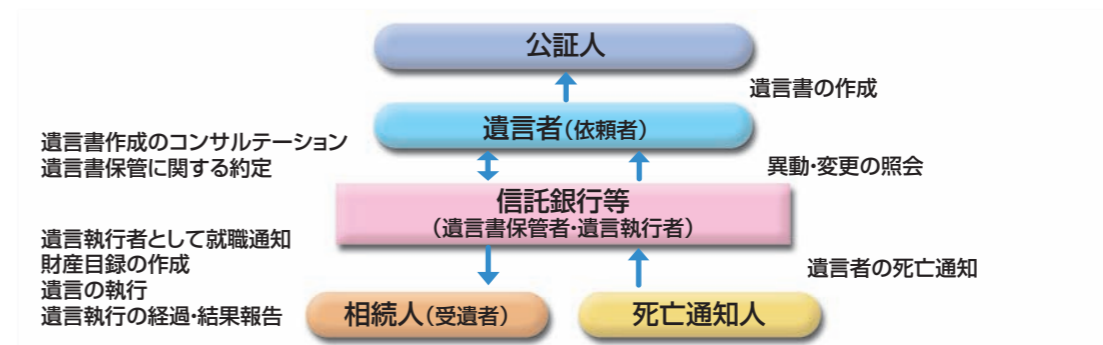 公証人
遺言書の作成
遺言者(依頼者)
遺言書作成のコンサルテーション
遺言書保管に関する約定
異動・変更の照会
信託銀行等
(遺言書保管者・遺言執行者)
遺言執行者として就職通知
財産目録の作成
遺言の執行
遺言執行の経過・結果報告
遺言者の死亡通知
相続人(受遺者)
死亡通知人